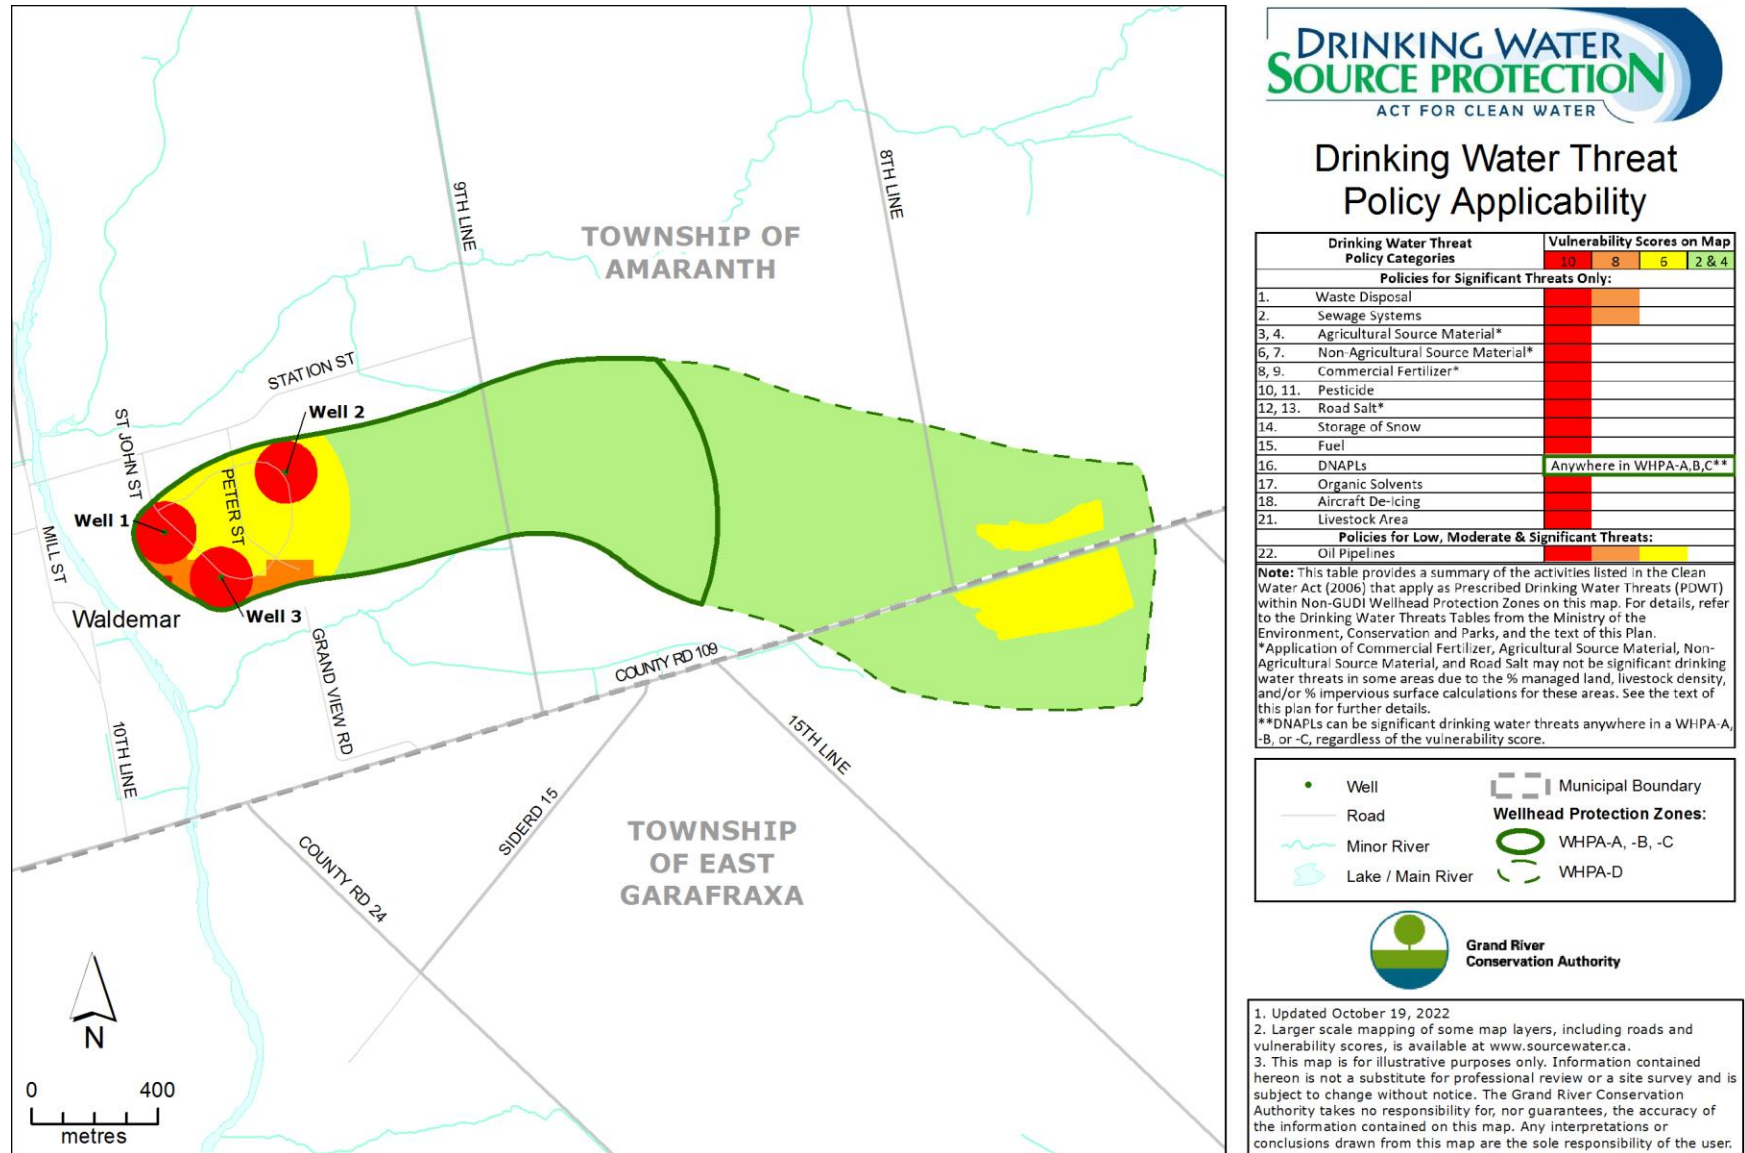 DRINKING WATER
SOURCE PROTECTION
ACT FOR CLEAN WATER
Drinking Water Threat
Policy Applicability
Drinking Water Threat
Policy Categories
Vulnerability Scores on Map
10 8 6 2 & 4
Policies for Significant Threats Only:
1. Waste Disposal
2. Sewage Systems
3, 4. Agricultural Source Material*
6, 7. Non-Agricultural Source Material*
8, 9. Commercial Fertilizer*
10, 11. Pesticide
12, 13. Road Salt*
14. Storage of Snow
15. Fuel
16. DNAPLs Anywhere in WHPA-A,B,C**
17. Organic Solvents
18. Aircraft De-Icing
21. Livestock Area
Policies for Low, Moderate & Significant Threats:
22. Oil Pipelines
Note: This table provides a summary of the activities listed in the Clean
Water Act (2006) that apply as Prescribed Drinking Water Threats (PDWT)
within Non-GUDI Wellhead Protection Zones on this map. For details, refer
to the Drinking Water Threats Tables from the Ministry of the
Environment, Conservation and Parks, and the text of this Plan.
*Application of Commercial Fertilizer, Agricultural Source Material, Non-
Agricultural Source Material, and Road Salt may not be significant drinking
water threats in some areas due to the % managed land, livestock density,
and/or % impervious surface calculations for these areas. See the text of
this plan for further details.
**DNAPLs can be significant drinking water threats anywhere in a WHPA-A,
-B, or -C, regardless of the vulnerability score.
Well
Road
Minor River
Lake / Main River
Municipal Boundary
Wellhead Protection Zones:
WHPA-A, -B, -C
WHPA-D
Grand River
Conservation Authority
1. Updated October 19, 2022
2. Larger scale mapping of some map layers, including roads and
vulnerability scores, is available at www.sourcewater.ca.
3. This map is for illustrative purposes only. Information contained
hereon is not a substitute for professional review or a site survey and is
subject to change without notice. The Grand River Conservation
Authority takes no responsibility for, nor guarantees, the accuracy of
the information contained on this map. Any interpretations or
conclusions drawn from this map are the sole responsibility of the user.
8TH LINE
9TH LINE
TOWNSHIP OF
AMARANTH
STATION ST
ST JOHN ST
Well 2
PETER ST
Well 1
MILL ST
Waldemar
Well 3
GRAND VIEW RD
COUNTY RD 109
10TH LINE
15TH LINE
SIDERD 15
COUNTY RD 24
TOWNSHIP
OF EAST
GARAFRAXA
N
0 400
metres